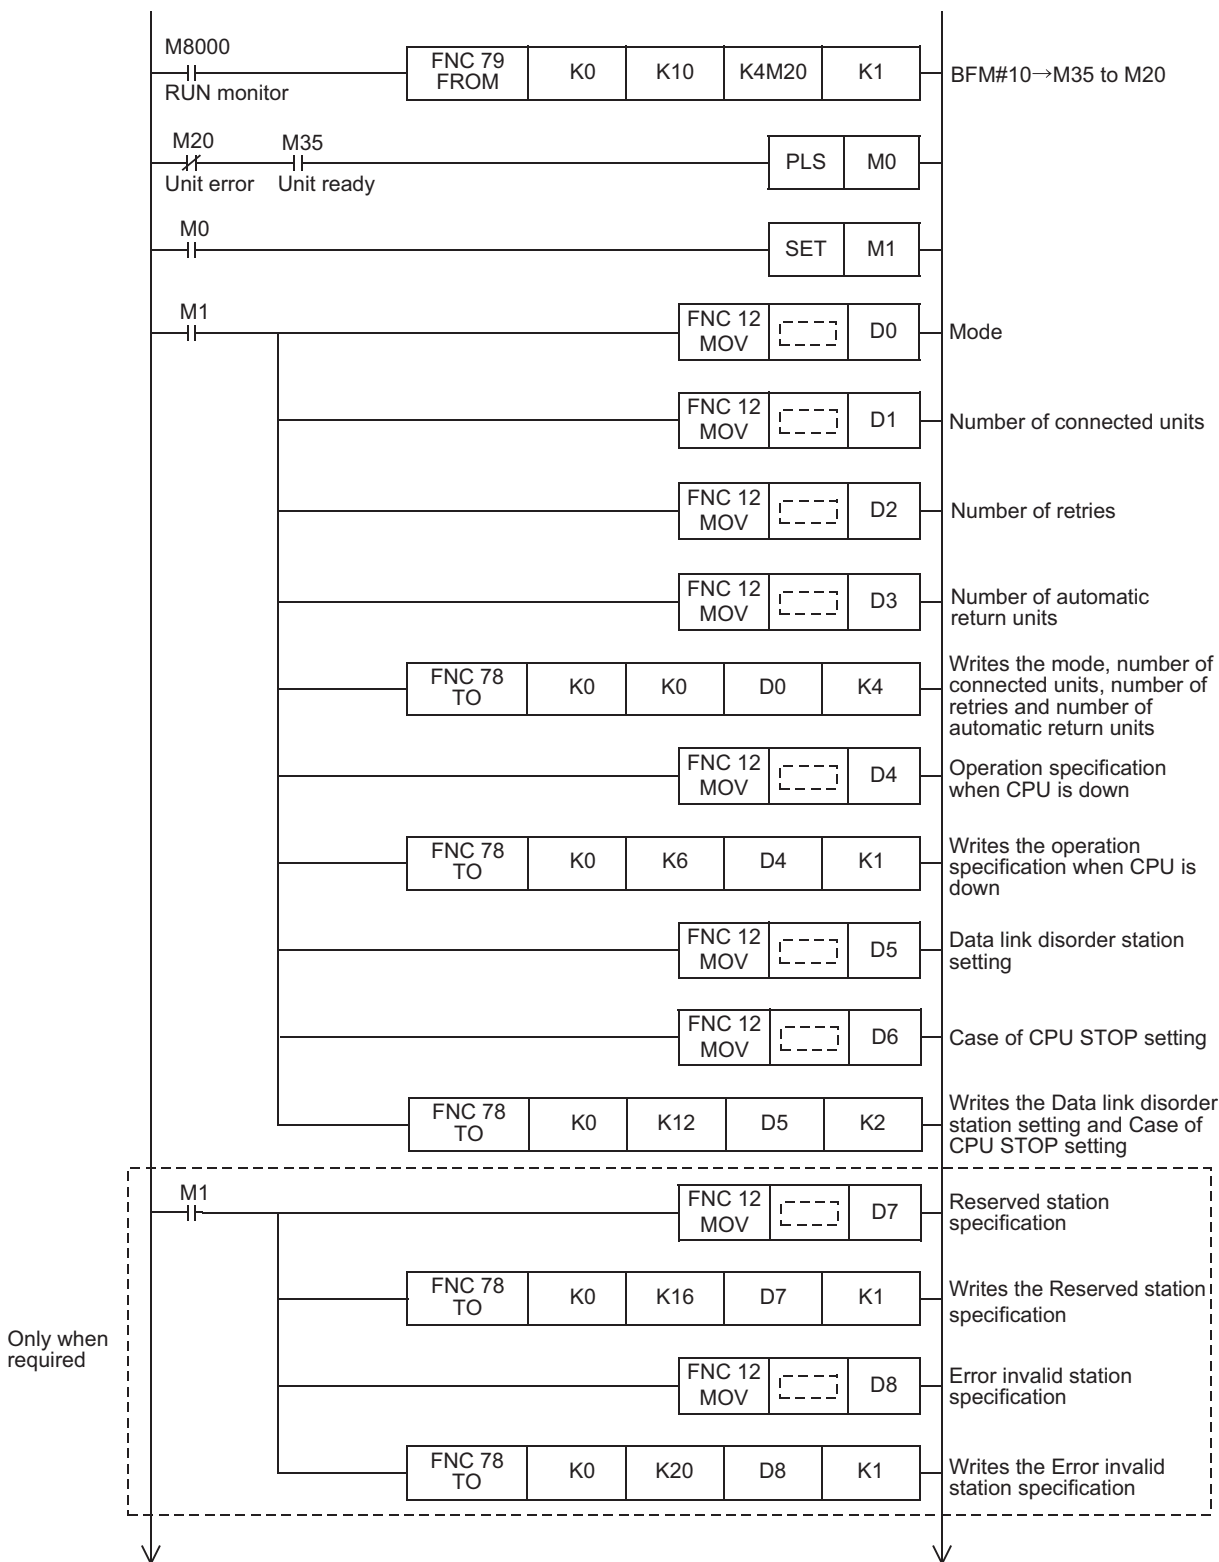 M8000
RUN monitor
FNC 79
FROM
K0
K10
K4M20
K1
BFM#10→M35 to M20
M20
Unit error
M35
Unit ready
PLS
M0
M0
SET
M1
M1
FNC 12
MOV
D0
Mode
FNC 12
MOV
D1
Number of connected units
FNC 12
MOV
D2
Number of retries
FNC 12
MOV
D3
Number of automatic
return units
FNC 78
TO
K0
K0
D0
K4
Writes the mode, number of
connected units, number of
retries and number of
automatic return units
FNC 12
MOV
D4
Operation specification
when CPU is down
FNC 78
TO
K0
K6
D4
K1
Writes the operation
specification when CPU is
down
FNC 12
MOV
D5
Data link disorder station
setting
FNC 12
MOV
D6
Case of CPU STOP setting
FNC 78
TO
K0
K12
D5
K2
Writes the Data link disorder
station setting and Case of
CPU STOP setting
Only when
required
M1
FNC 12
MOV
D7
Reserved station
specification
FNC 78
TO
K0
K16
D7
K1
Writes the Reserved station
specification
FNC 12
MOV
D8
Error invalid station
specification
FNC 78
TO
K0
K20
D8
K1
Writes the Error invalid
station specification